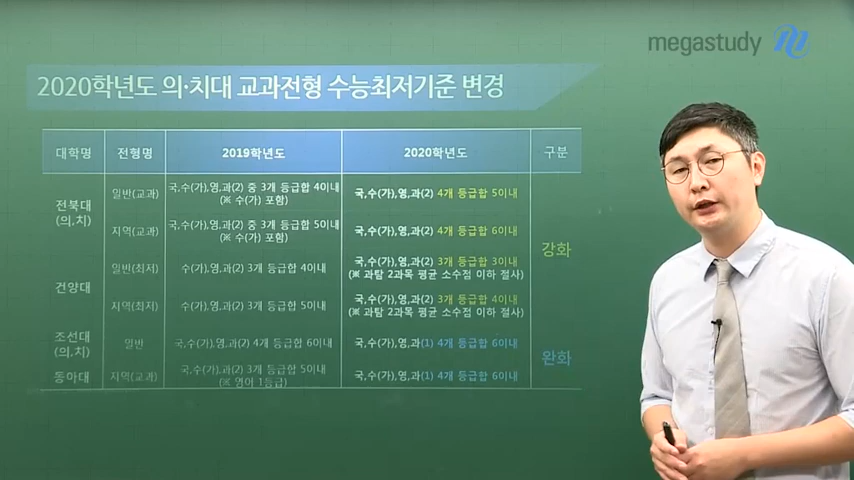 megastudy
2020학년도 의·치대 교과전형 수능최저기준 변경
대학명 전형명 2019학년도 2020학년도 구분
전북대
(의,치)
일반(교과) 국,수(가),영,과(2) 중 3개 등급합 4이내
(※ 수(가) 포함)
국,수(가),영,과(2) 4개 등급합 5이내
지역(교과) 국,수(가),영,과(2) 중 3개 등급합 5이내
(※ 수(가) 포함)
국,수(가),영,과(2) 4개 등급합 6이내
강화
건양대
일반(최저) 수(가),영,과(2) 3개 등급합 4이내
국,수(가),영,과(2) 3개 등급합 3이내
(※ 과탐 2과목 평균 소수점 이하 절사)
지역(최저) 수(가),영,과(2) 3개 등급합 5이내
국,수(가),영,과(2) 3개 등급합 4이내
(※ 과탐 2과목 평균 소수점 이하 절사)
조선대
(의,치)
일반 국,수(가),영,과(2) 4개 등급합 6이내 국,수(가),영,과(1) 4개 등급합 6이내
완화
동아대 지역(교과) 국,수(가),과(2) 3개 등급합 5이내
(※ 영어 1등급)
국,수(가),영,과(1) 4개 등급합 6이내